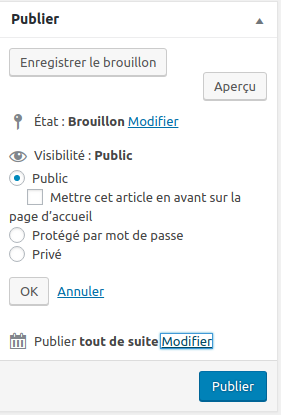 Publier
Enregistrer le brouillon
Aperçu
État : Brouillon Modifier
Visibilité : Public
Public
Mettre cet article en avant sur la
page d’accueil
Protégé par mot de passe
Privé
OK Annuler
Publier tout de suite Modifier
Publier